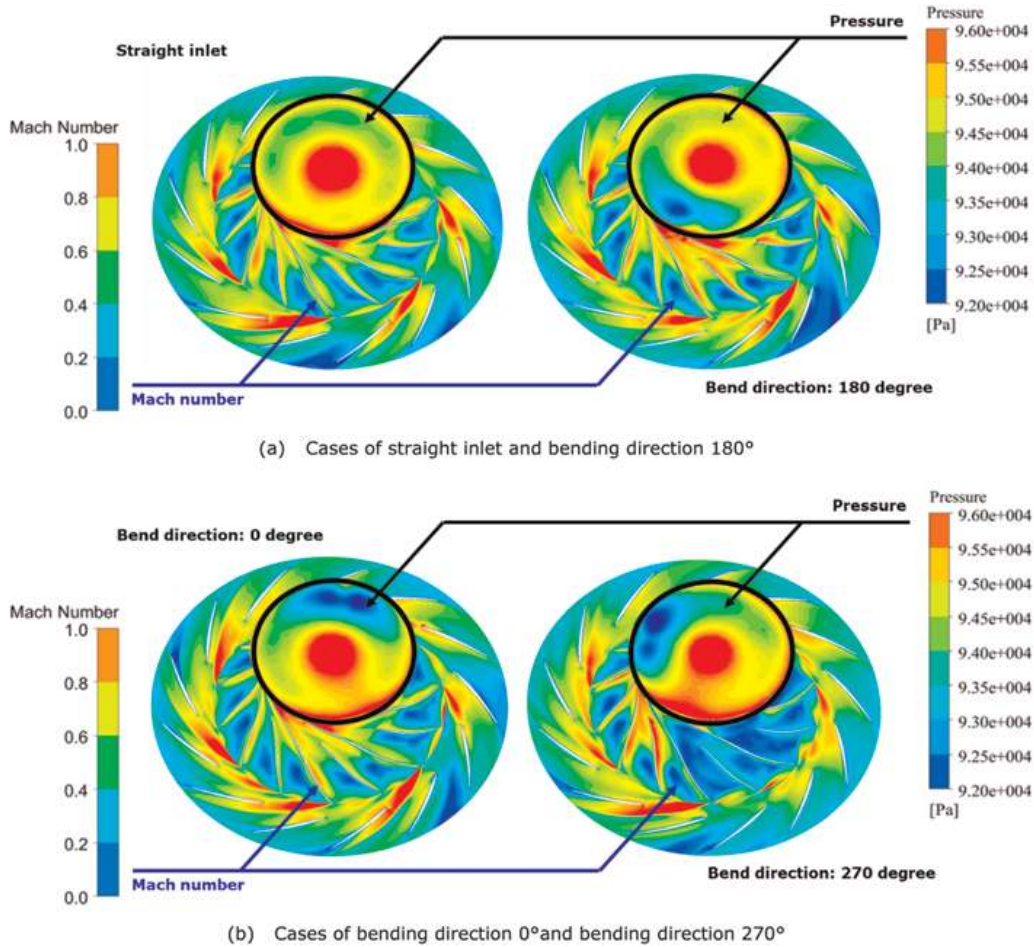 Straight inlet
Pressure
Pressure
9.60e+004
9.55e+004
9.50e+004
9.45e+004
9.40e+004
9.35e+004
9.30e+004
9.25e+004
9.20e+004
[Pa]
Mach Number
1.0
0.8
0.6
0.4
0.2
0.0
Mach number
Bend direction: 180 degree
(a) Cases of straight inlet and bending direction 180°
Bend direction: 0 degree
Pressure
Pressure
9.60e+004
9.55e+004
9.50e+004
9.45e+004
9.40e+004
9.35e+004
9.30e+004
9.25e+004
9.20e+004
[Pa]
Mach Number
1.0
0.8
0.6
0.4
0.2
0.0
Mach number
Bend direction: 270 degree
(b) Cases of bending direction 0°and bending direction 270°